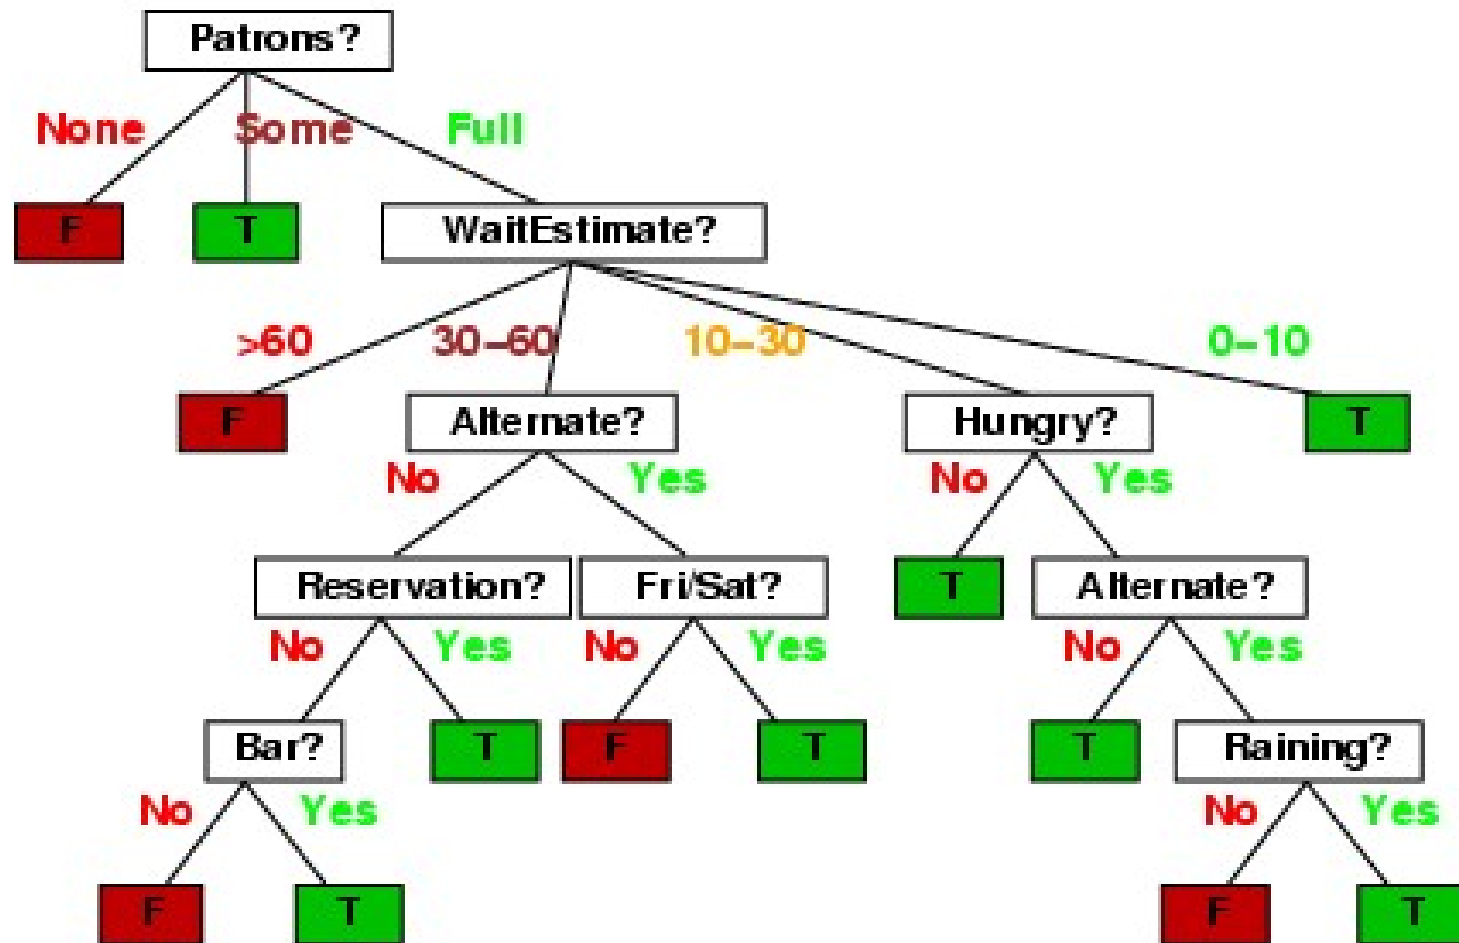 Patrons?
None Some Full
F T WaitEstimate?
>60 30–60 10–30 0–10
F Alternate? Hungry? T
No Yes No Yes
Reservation? Fri/Sat? T Alternate?
No Yes No Yes No Yes
Bar? T F T T Raining?
No Yes No Yes
F T F T